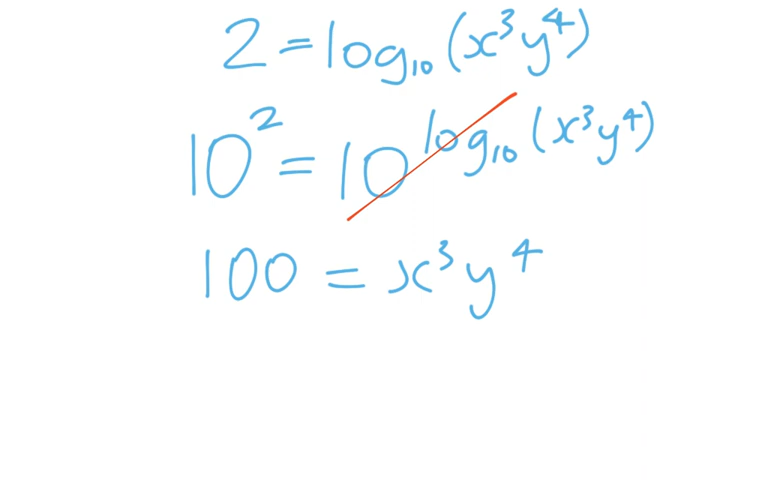 2 = log₁₀ (x³y⁴)
10² = 10^log₁₀ (x³y⁴)
100 = x³y⁴